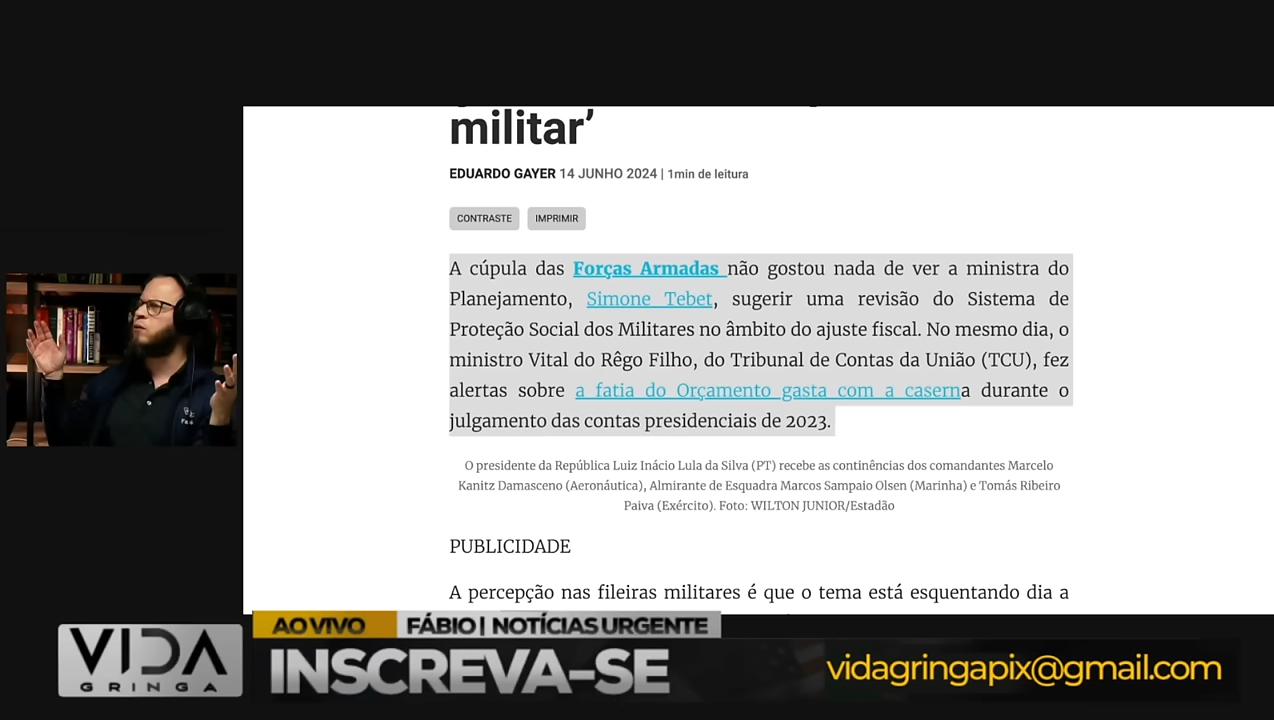 militar’
EDUARDO GAYER 14 JUNHO 2024 | 1min de leitura
CONTRASTE IMPRIMIR
A cúpula das Forças Armadas não gostou nada de ver a ministra do
Planejamento, Simone Tebet, sugerir uma revisão do Sistema de
Proteção Social dos Militares no âmbito do ajuste fiscal. No mesmo dia, o
ministro Vital do Rêgo Filho, do Tribunal de Contas da União (TCU), fez
alertas sobre a fatia do Orçamento gasta com a caserna durante o
julgamento das contas presidenciais de 2023.
O presidente da República Luiz Inácio Lula da Silva (PT) recebe as continências dos comandantes Marcelo
Kanitz Damasceno (Aeronáutica), Almirante de Esquadra Marcos Sampaio Olsen (Marinha) e Tomás Ribeiro
Paiva (Exército). Foto: WILTON JUNIOR/Estadão
PUBLICIDADE
A percepção nas fileiras militares é que o tema está esquentando dia a
AO VIVO FÁBIO | NOTÍCIAS URGENTE
VIDA
GRINGA
INSCREVA-SE
vidagringapix@gmail.com